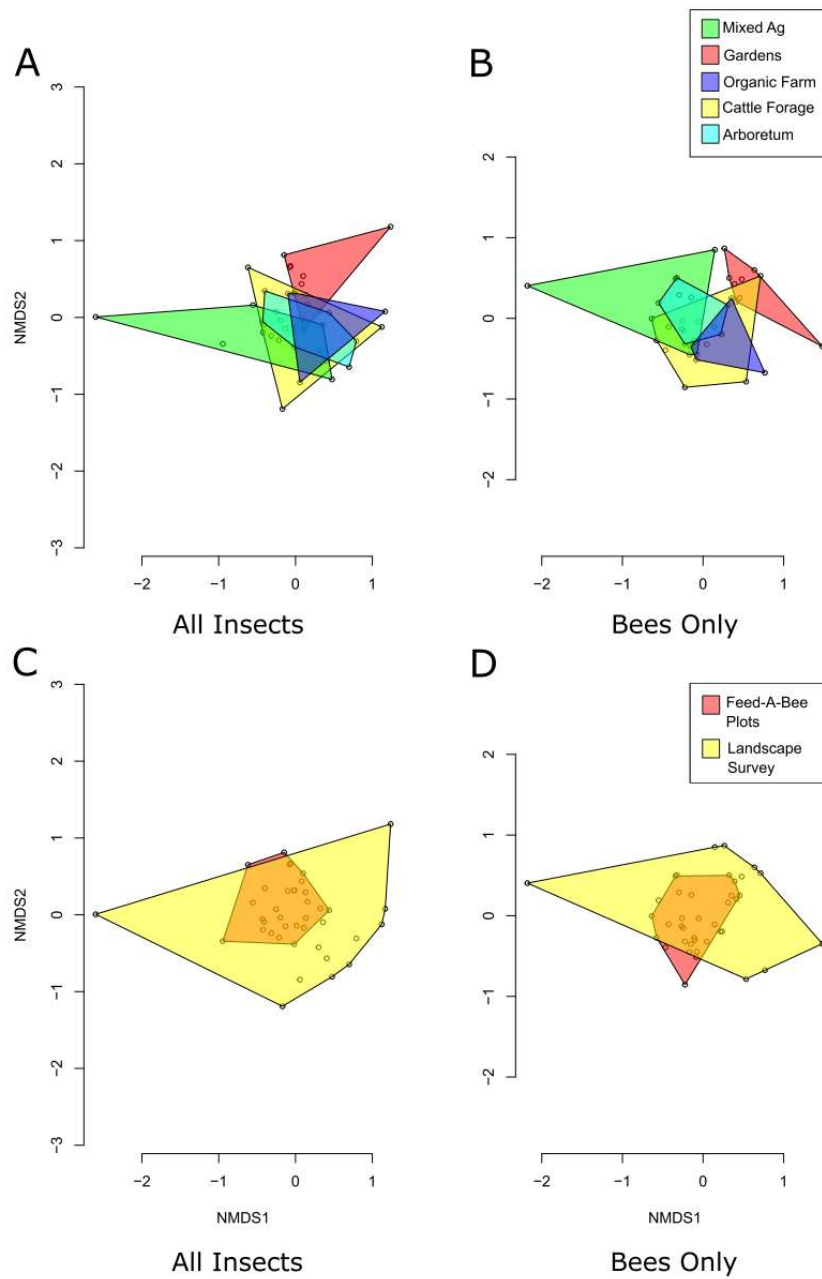 A
B
Mixed Ag
Gardens
Organic Farm
Cattle Forage
Arboretum
3
2
1
0
−1
−2
−3
NMDS2
−2
−1
0
1
All Insects
2
1
0
−1
−2
−2
−1
0
1
Bees Only
C
D
Feed-A-Bee
Plots
Landscape
Survey
3
2
1
0
−1
−2
−3
NMDS2
−2
−1
0
1
NMDS1
All Insects
2
1
0
−1
−2
−2
−1
0
1
NMDS1
Bees Only